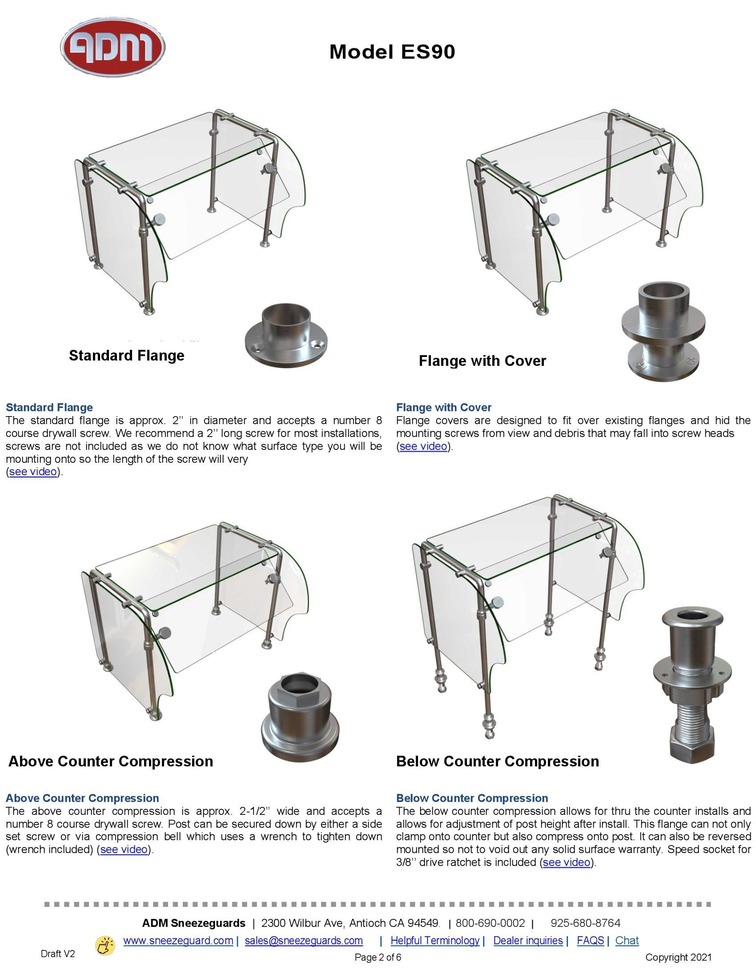 ADM
Model ES90
Standard Flange
Flange with Cover
Standard Flange
The standard flange is approx. 2" in diameter and accepts a number 8
course drywall screw. We recommend a 2" long screw for most installations,
screws are not included as we do not know what surface type you will be
mounting onto so the length of the screw will very
(see video).
Flange with Cover
Flange covers are designed to fit over existing flanges and hid the
mounting screws from view and debris that may fall into screw heads
(see video).
Above Counter Compression
Below Counter Compression
Above Counter Compression
The above counter compression is approx. 2-1/2" wide and accepts a
number 8 course drywall screw. Post can be secured down by either a side
set screw or via compression bell which uses a wrench to tighten down
(wrench included) (see video).
Below Counter Compression
The below counter compression allows for thru the counter installs and
allows for adjustment of post height after install. This flange can not only
clamp onto counter but also compress onto post. It can also be reversed
mounted so not to void out any solid surface warranty. Speed socket for
3/8" drive ratchet is included (see video).
ADM Sneezeguards | 2300 Wilbur Ave, Antioch CA 94549. | 800-690-0002 | 925-680-8764
www.sneezeguard.com | sales@sneezeguards.com | Helpful Terminology | Dealer inquiries | FAQS | Chat
Draft V2
Page 2 of 6
Copyright 2021